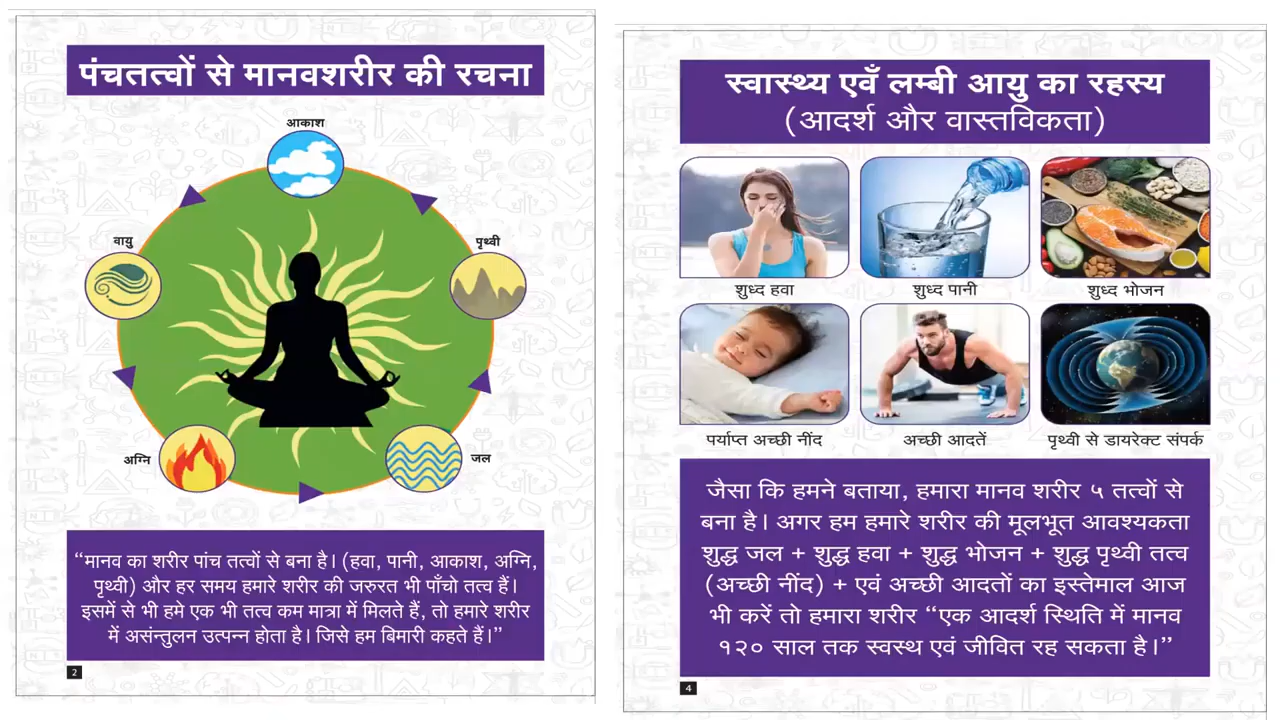 पंचतत्वों से मानवशरीर की रचना
आकाश
वायु
पृथ्वी
अग्नि
जल
“मानव का शरीर पांच तत्वों से बना है। (हवा, पानी, आकाश, अग्नि,
पृथ्वी) और हर समय हमारे शरीर की जरुरत भी पाँचो तत्व हैं।
इसमें से भी हमे एक भी तत्व कम मात्रा में मिलते हैं, तो हमारे शरीर
में असंन्तुलन उत्पन्न होता है। जिसे हम बिमारी कहते हैं।”
2
स्वास्थ्य एवँ लम्बी आयु का रहस्य
(आदर्श और वास्तविकता)
शुध्द हवा
शुध्द पानी
शुध्द भोजन
पर्याप्त अच्छी नींद
अच्छी आदतें
पृथ्वी से डायरेक्ट संपर्क
जैसा कि हमने बताया, हमारा मानव शरीर ५ तत्वों से
बना है। अगर हम हमारे शरीर की मूलभूत आवश्यकता
शुद्ध जल + शुद्ध हवा + शुद्ध भोजन + शुद्ध पृथ्वी तत्व
(अच्छी नींद) + एवं अच्छी आदतों का इस्तेमाल आज
भी करें तो हमारा शरीर “एक आदर्श स्थिति में मानव
१२० साल तक स्वस्थ एवं जीवित रह सकता है।”
4